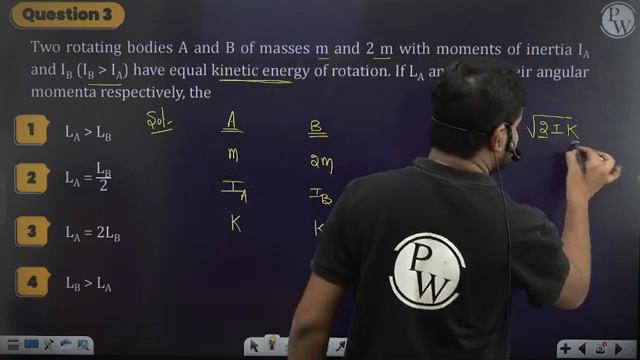 Question 3
Two rotating bodies A and B of masses m and 2 m with moments of inertia I_A
and I_B (I_B > I_A) have equal kinetic energy of rotation. If L_A an eir angular
momenta respectively, the
1 L_A > L_B
2 L_A = L_B/2
3 L_A = 2L_B
4 L_B > L_A
Sol-
A B
m 2m
I_A I_B
K K
√2IK
P W
P W